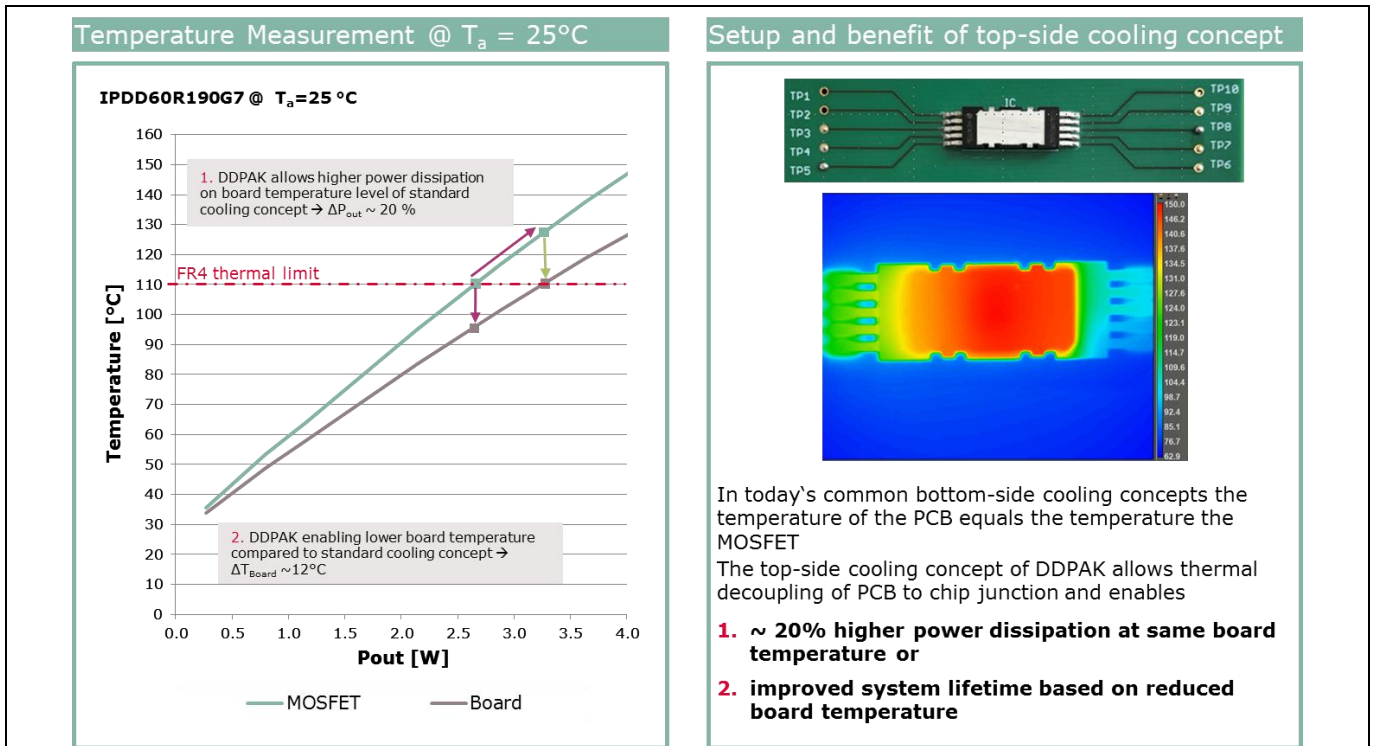 Temperature Measurement @ Ta = 25°C
IPDD60R190G7 @ Ta=25 °C
160
150
140
130
120
110
100
90
80
70
60
50
40
30
20
10
0
Temperature [°C]
1. DDPAK allows higher power dissipation
on board temperature level of standard
cooling concept → ΔPout ~ 20 %
FR4 thermal limit
2. DDPAK enabling lower board temperature
compared to standard cooling concept →
ΔTBoard ~12°C
0.0 0.5 1.0 1.5 2.0 2.5 3.0 3.5 4.0
Pout [W]
MOSFET Board
Setup and benefit of top-side cooling concept
TP1
TP2
TP3
TP4
TP5
IC
TP10
TP9
TP8
TP7
TP6
150.0
146.2
140.6
137.6
134.5
131.0
127.6
124.0
123.1
119.0
114.7
109.6
104.4
98.7
92.4
85.1
76.7
62.9
In today‘s common bottom-side cooling concepts the
temperature of the PCB equals the temperature the
MOSFET
The top-side cooling concept of DDPAK allows thermal
decoupling of PCB to chip junction and enables
1. ~ 20% higher power dissipation at same board
temperature or
2. improved system lifetime based on reduced
board temperature